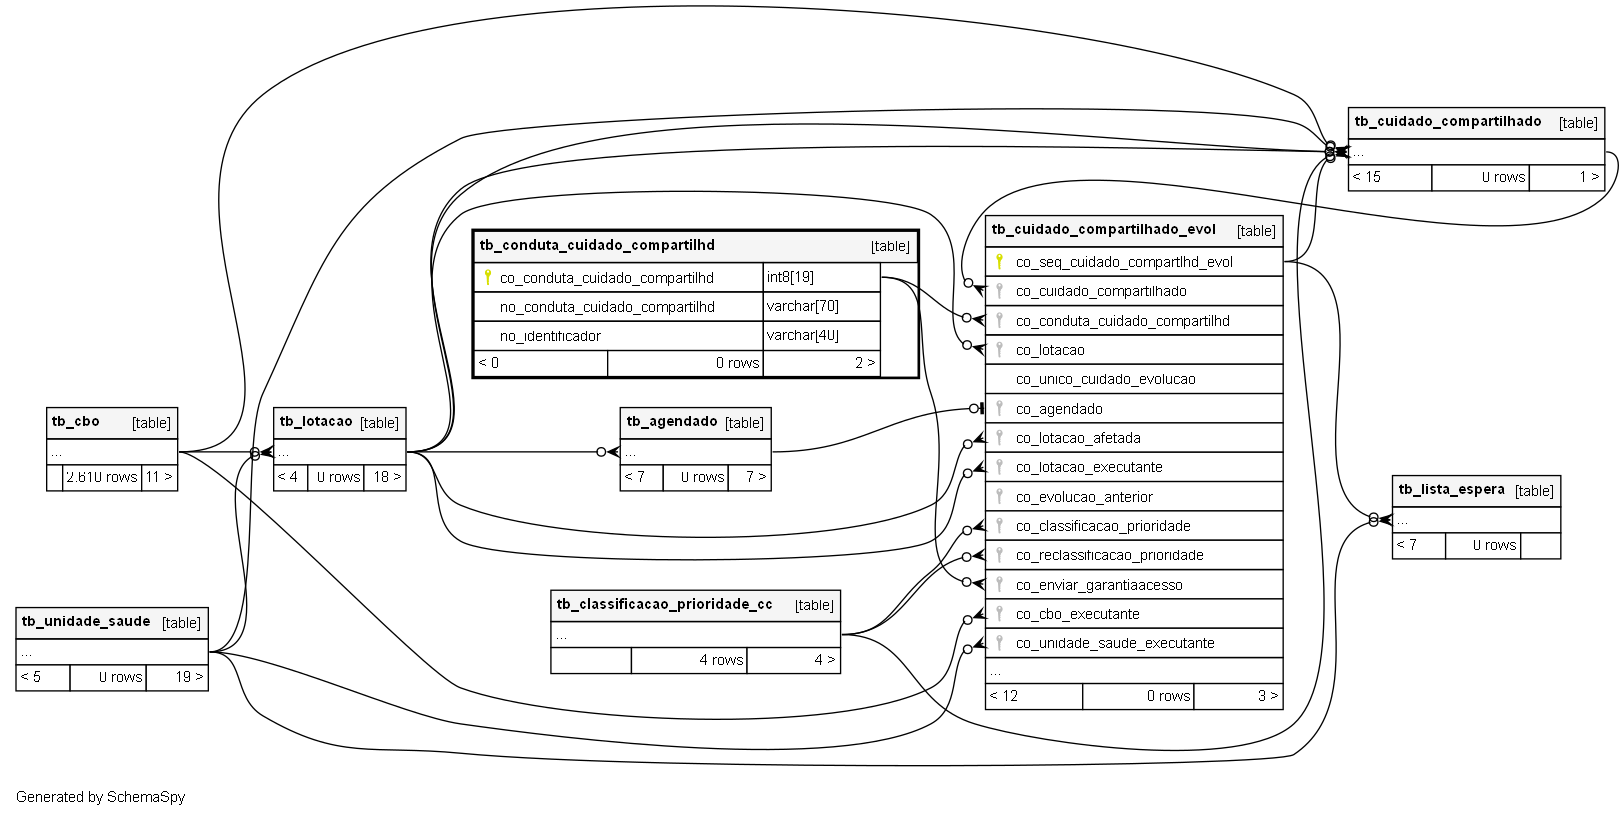 tb_cuidado_compartilhado [table]
...
< 15 0 rows 1 >
tb_conduta_cuidado_compartilhd [table]
co_conduta_cuidado_compartilhd int8[19]
no_conduta_cuidado_compartilhd varchar[70]
no_identificador varchar[40]
< 0 0 rows 2 >
tb_cuidado_compartilhado_evol [table]
co_seq_cuidado_compartlhd_evol
co_cuidado_compartilhado
co_conduta_cuidado_compartilhd
co_lotacao
co_unico_cuidado_evolucao
co_agendado
co_lotacao_afetada
co_lotacao_executante
co_evolucao_anterior
co_classificacao_prioridade
co_reclassificacao_prioridade
co_enviar_garantiaacesso
co_cbo_executante
co_unidade_saude_executante
...
< 12 0 rows 3 >
tb_cbo [table]
...
2.610 rows 11 >
tb_lotacao [table]
...
< 4 0 rows 18 >
tb_agendado [table]
...
< 7 0 rows 7 >
tb_lista_espera [table]
...
< 7 0 rows
tb_classificacao_prioridade_cc [table]
...
4 rows 4 >
tb_unidade_saude [table]
...
< 5 0 rows 19 >
Generated by SchemaSpy